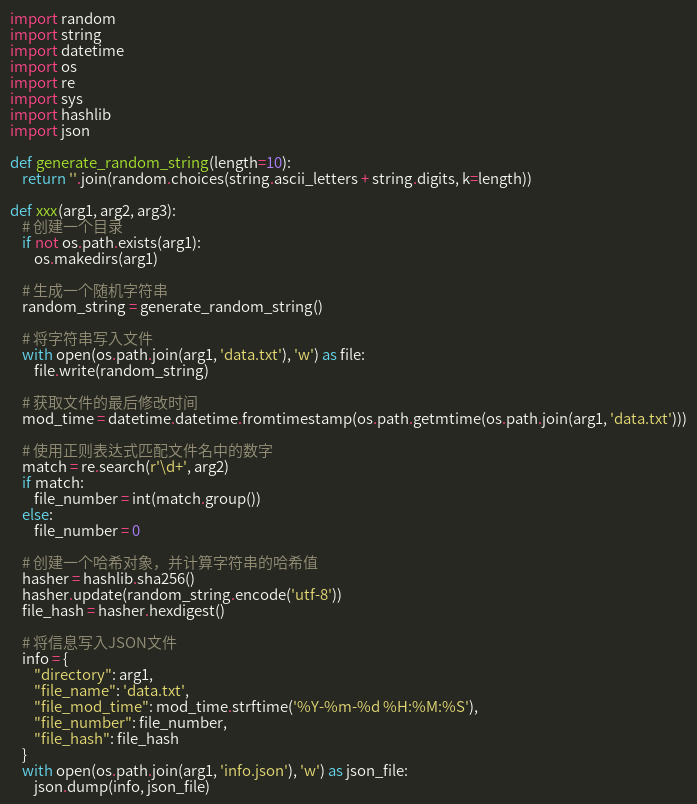 import random
import string
import datetime
import os
import re
import sys
import hashlib
import json

def generate_random_string(length=10):
    return ''.join(random.choices(string.ascii_letters + string.digits, k=length))

def xxx(arg1, arg2, arg3):
    # 创建一个目录
    if not os.path.exists(arg1):
        os.makedirs(arg1)

    # 生成一个随机字符串
    random_string = generate_random_string()

    # 将字符串写入文件
    with open(os.path.join(arg1, 'data.txt'), 'w') as file:
        file.write(random_string)

    # 获取文件的最后修改时间
    mod_time = datetime.datetime.fromtimestamp(os.path.getmtime(os.path.join(arg1, 'data.txt')))

    # 使用正则表达式匹配文件名中的数字
    match = re.search(r'\d+', arg2)
    if match:
        file_number = int(match.group())
    else:
        file_number = 0

    # 创建一个哈希对象，并计算字符串的哈希值
    hasher = hashlib.sha256()
    hasher.update(random_string.encode('utf-8'))
    file_hash = hasher.hexdigest()

    # 将信息写入JSON文件
    info = {
        "directory": arg1,
        "file_name": 'data.txt',
        "file_mod_time": mod_time.strftime('%Y-%m-%d %H:%M:%S'),
        "file_number": file_number,
        "file_hash": file_hash
    }
    with open(os.path.join(arg1, 'info.json'), 'w') as json_file:
        json.dump(info, json_file)